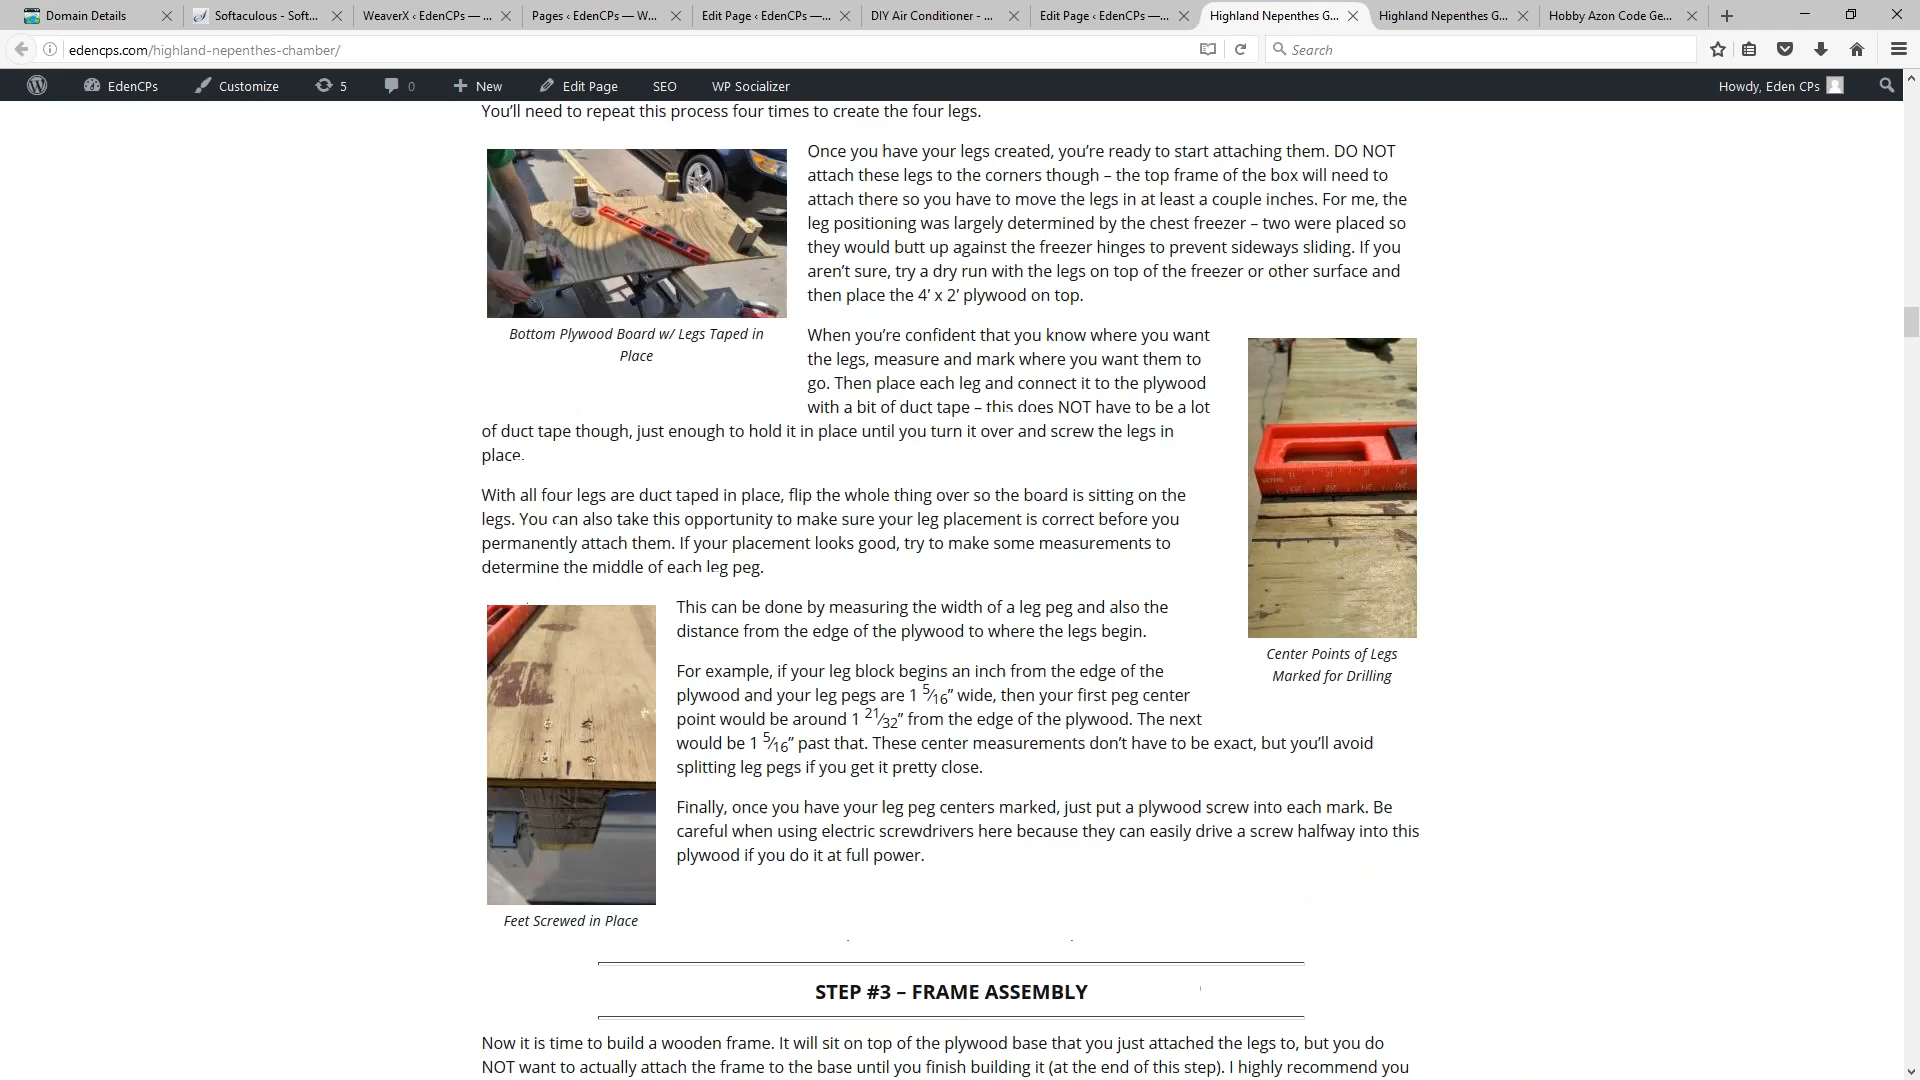 Domain Details
Softaculous - Soft...
WeaverX ‹ EdenCPs — ...
Pages ‹ EdenCPs — W...
Edit Page ‹ EdenCPs —...
DIY Air Conditioner - ...
Edit Page ‹ EdenCPs —...
Highland Nepenthes G...
Highland Nepenthes G...
Hobby Azon Code Ge...
edencps.com/highland-nepenthes-chamber/
Search
EdenCPs
Customize
5
0
New
Edit Page
SEO
WP Socializer
Howdy, Eden CPs
You’ll need to repeat this process four times to create the four legs.
Once you have your legs created, you’re ready to start attaching them. DO NOT
attach these legs to the corners though – the top frame of the box will need to
attach there so you have to move the legs in at least a couple inches. For me, the
leg positioning was largely determined by the chest freezer – two were placed so
they would butt up against the freezer hinges to prevent sideways sliding. If you
aren’t sure, try a dry run with the legs on top of the freezer or other surface and
then place the 4’ x 2’ plywood on top.
Bottom Plywood Board w/ Legs Taped in
Place
When you’re confident that you know where you want
the legs, measure and mark where you want them to
go. Then place each leg and connect it to the plywood
with a bit of duct tape – this does NOT have to be a lot
of duct tape though, just enough to hold it in place until you turn it over and screw the legs in
place.
With all four legs are duct taped in place, flip the whole thing over so the board is sitting on the
legs. You can also take this opportunity to make sure your leg placement is correct before you
permanently attach them. If your placement looks good, try to make some measurements to
determine the middle of each leg peg.
Center Points of Legs
Marked for Drilling
This can be done by measuring the width of a leg peg and also the
distance from the edge of the plywood to where the legs begin.
For example, if your leg block begins an inch from the edge of the
plywood and your leg pegs are 1 5⁄16” wide, then your first peg center
point would be around 1 21⁄32” from the edge of the plywood. The next
would be 1 5⁄16” past that. These center measurements don’t have to be exact, but you’ll avoid
splitting leg pegs if you get it pretty close.
Finally, once you have your leg peg centers marked, just put a plywood screw into each mark. Be
careful when using electric screwdrivers here because they can easily drive a screw halfway into this
plywood if you do it at full power.
Feet Screwed in Place
STEP #3 – FRAME ASSEMBLY
Now it is time to build a wooden frame. It will sit on top of the plywood base that you just attached the legs to, but you do
NOT want to actually attach the frame to the base until you finish building it (at the end of this step). I highly recommend you